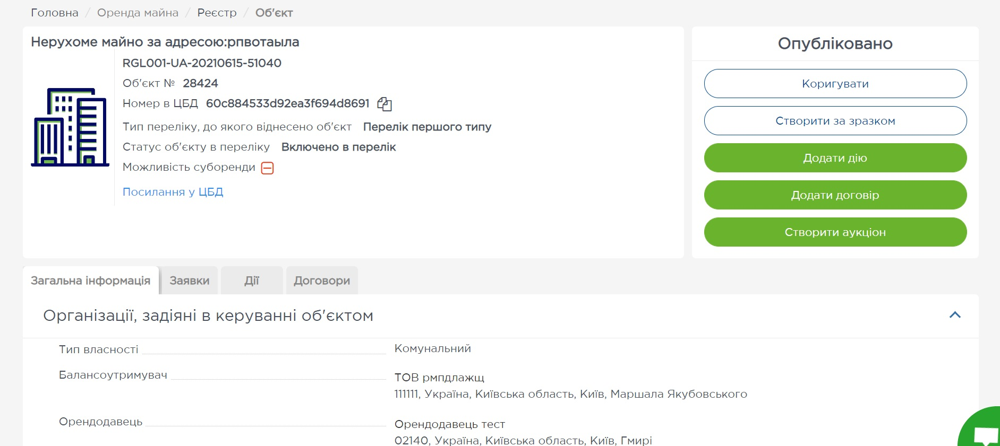 Головна / Оренда майна / Реєстр / Об'єкт
Нерухоме майно за адресою:рпвотаыла
RGL001-UA-20210615-51040
Об'єкт № 28424
Номер в ЦБД 60c884533d92ea3f694d8691
Тип переліку, до якого віднесено об'єкт Перелік першого типу
Статус об'єкту в переліку Включено в перелік
Можливість суборенди
Посилання у ЦБД
Опубліковано
Коригувати
Створити за зразком
Додати дію
Додати договір
Створити аукціон
Загальна інформація Заявки Дії Договори
Організації, задіяні в керуванні об'єктом
Тип власності Комунальний
Балансоутримувач ТОВ рмпдлажщ
111111, Україна, Київська область, Київ, Маршала Якубовського
Орендодавець Орендодавець тест
02140, Україна, Київська область, Київ, Гмирі